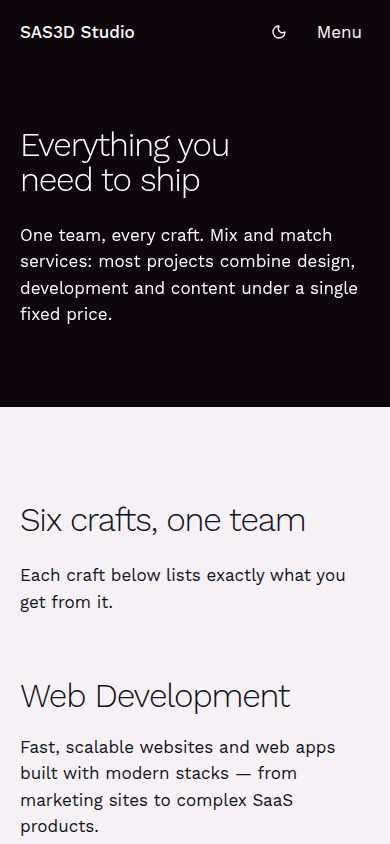 SAS3D Studio
Menu
Everything you
need to ship
One team, every craft. Mix and match
services: most projects combine design,
development and content under a single
fixed price.
Six crafts, one team
Each craft below lists exactly what you
get from it.
Web Development
Fast, scalable websites and web apps
built with modern stacks — from
marketing sites to complex SaaS
products.